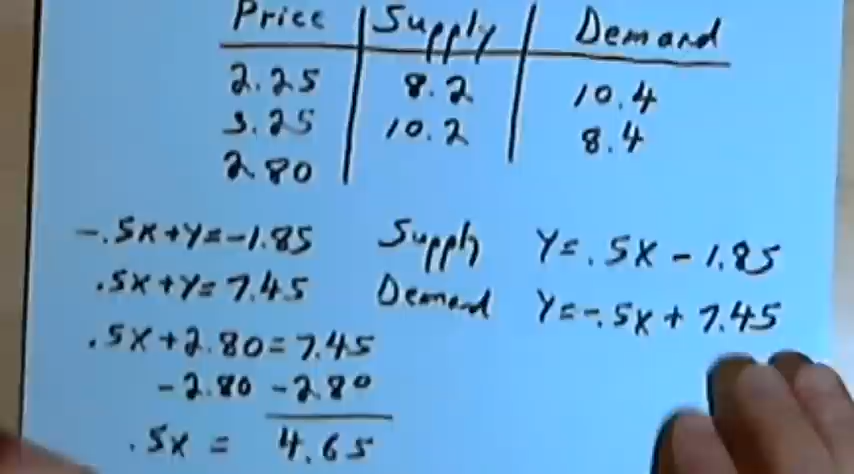 Price Supply Demand
2.25 8.2 10.4
3.25 10.2 8.4
2.80
-.5x+y=-1.85 Supply y=.5x-1.85
.5x+y=7.45 Demand y=-.5x+7.45
.5x+2.80=7.45
-2.80 -2.80
.5x = 4.65